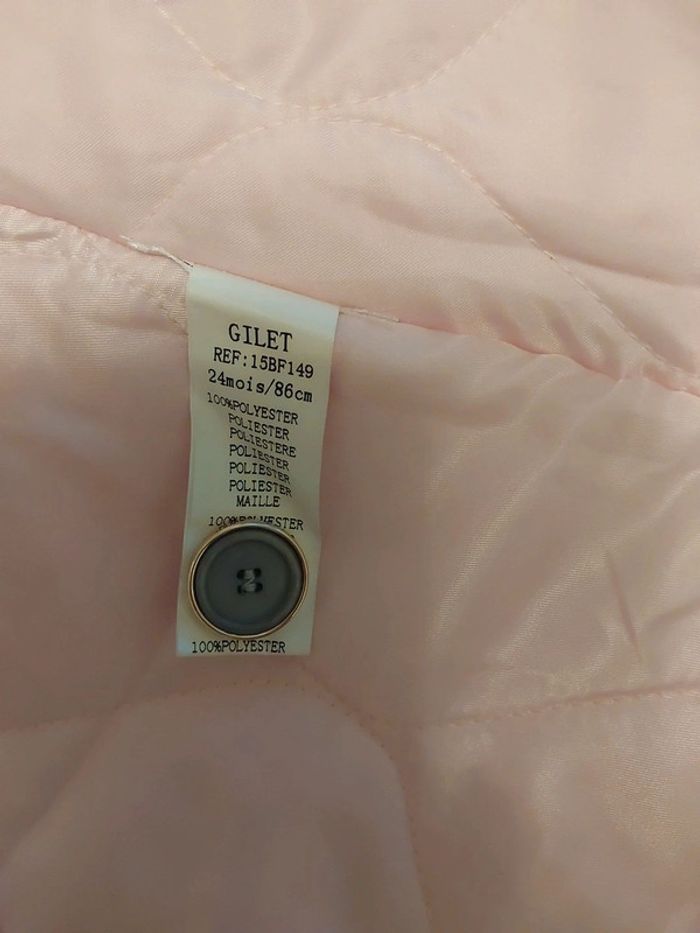 GILET
REF:15BF149
24mois/86cm
100%POLYESTER
POLIESTER
POLIESTERE
POLIESTER
POLIESTER
POLIESTER
MAILLE
100%POLYESTER
100%POLYESTER